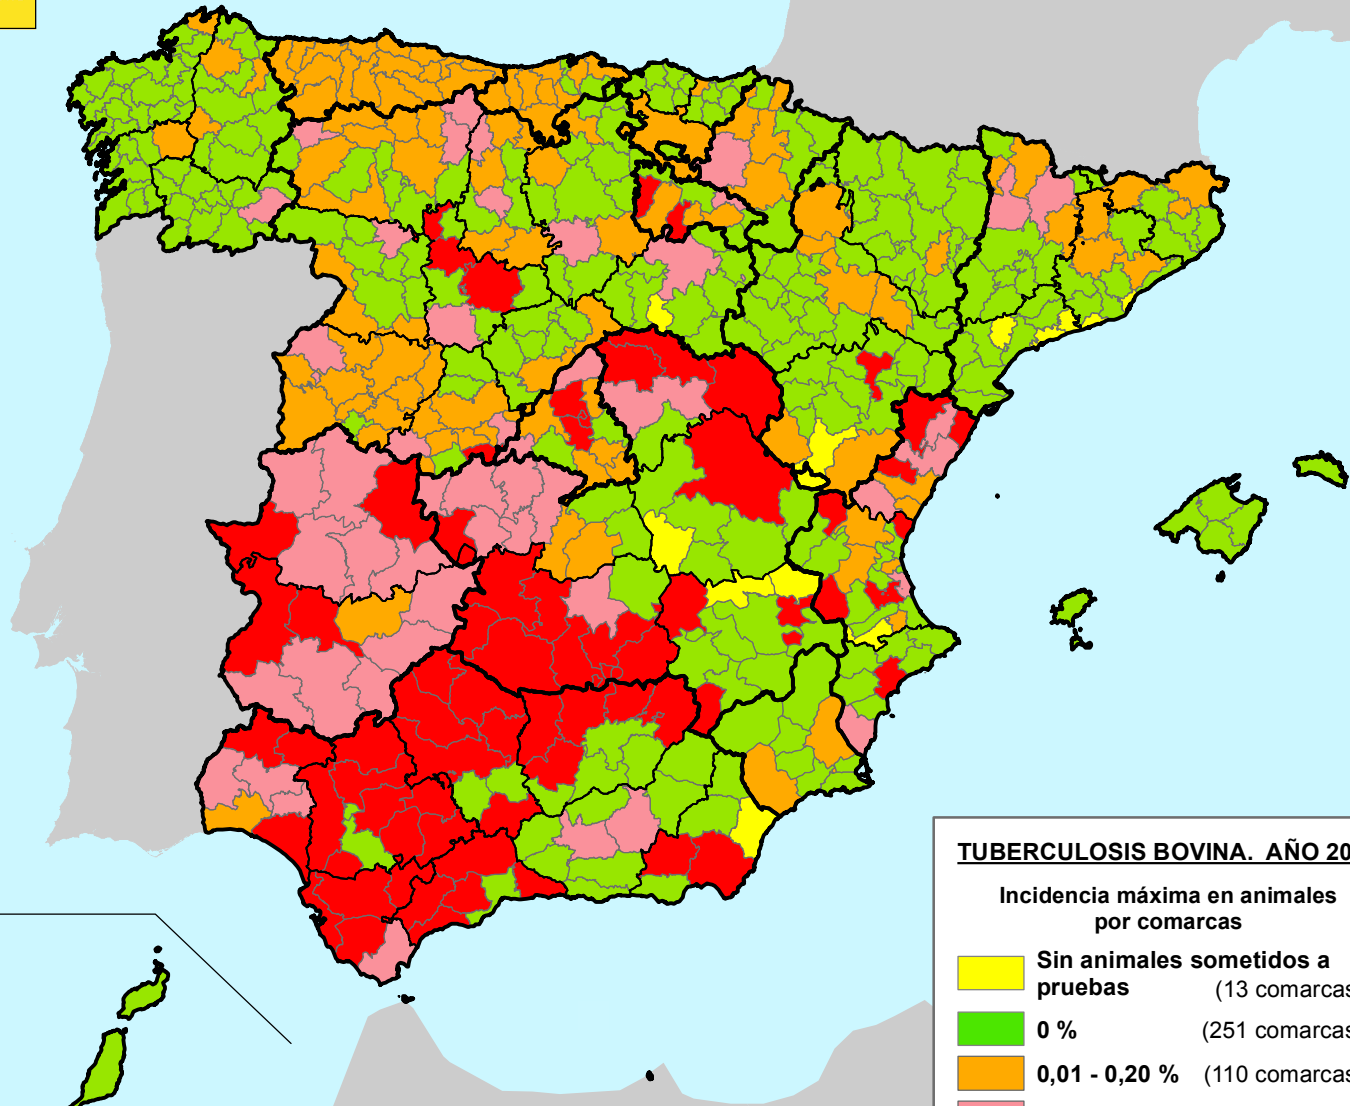 TUBERCULOSIS BOVINA. AÑO 20
Incidencia máxima en animales
por comarcas
Sin animales sometidos a
pruebas (13 comarcas
0 % (251 comarcas
0,01 - 0,20 % (110 comarcas